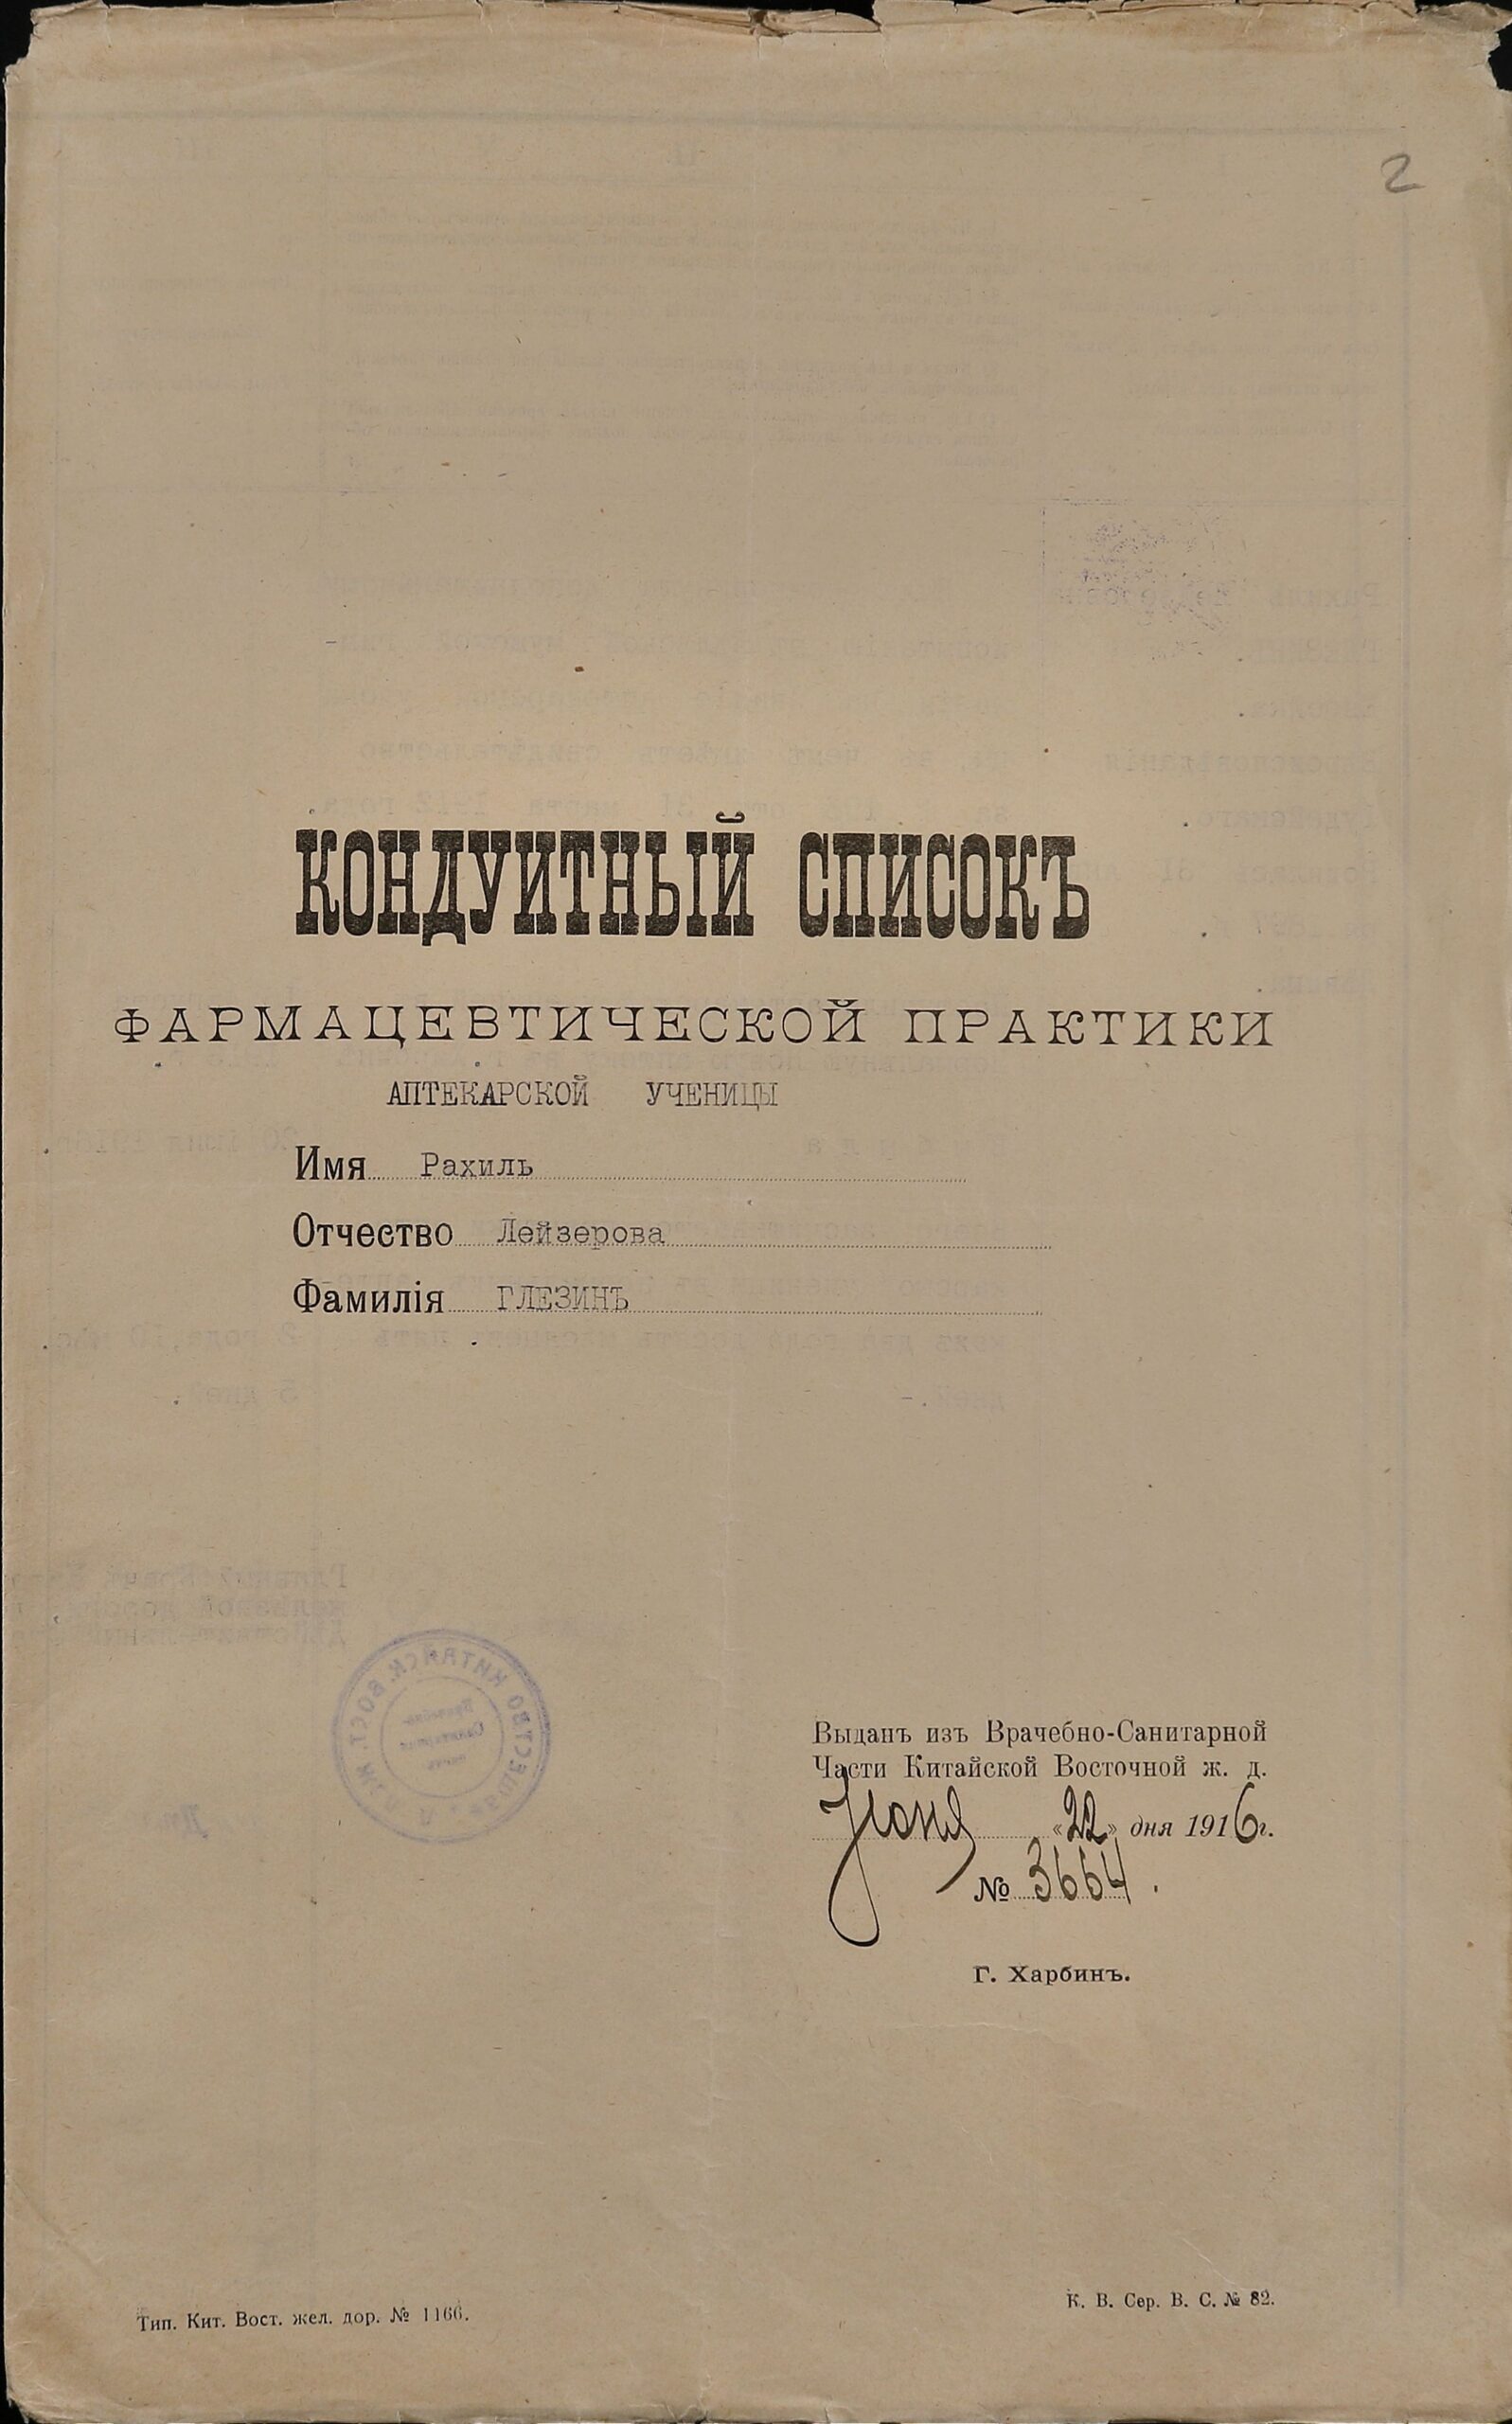 2
КОНДУИТНЫЙ СПИСОКЪ
ФАРМАЦЕВТИЧЕСКОЙ ПРАКТИКИ
АПТЕКАРСКОЙ УЧЕНИЦЫ
Имя Рахиль
Отчество Лейзерова
Фамилія ГЛЕЗИНЪ
Выданъ изъ Врачебно-Санитарной
Части Китайской Восточной ж. д.
Юня «22» дня 1916 г.
№ 3664.
Г. Харбинъ.
Тип. Кит. Вост. жел. дор. № 1166.
К. В. Сер. В. С. № 82.